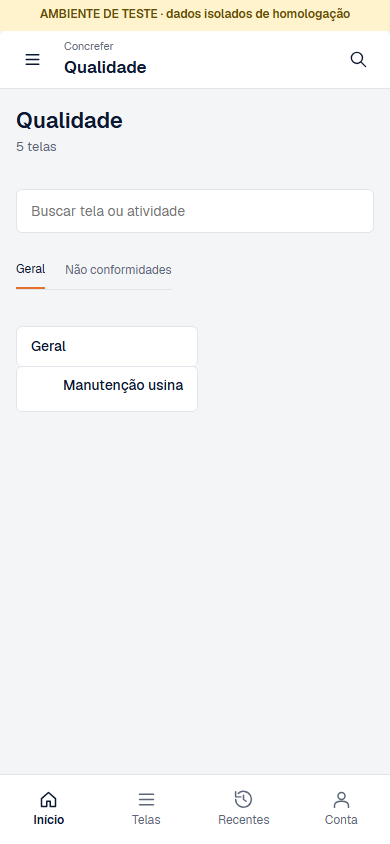 AMBIENTE DE TESTE · dados isolados de homologação
Concrefer
Qualidade
Qualidade
5 telas
Buscar tela ou atividade
Geral
Não conformidades
Geral
Manutenção usina
Início
Telas
Recentes
Conta